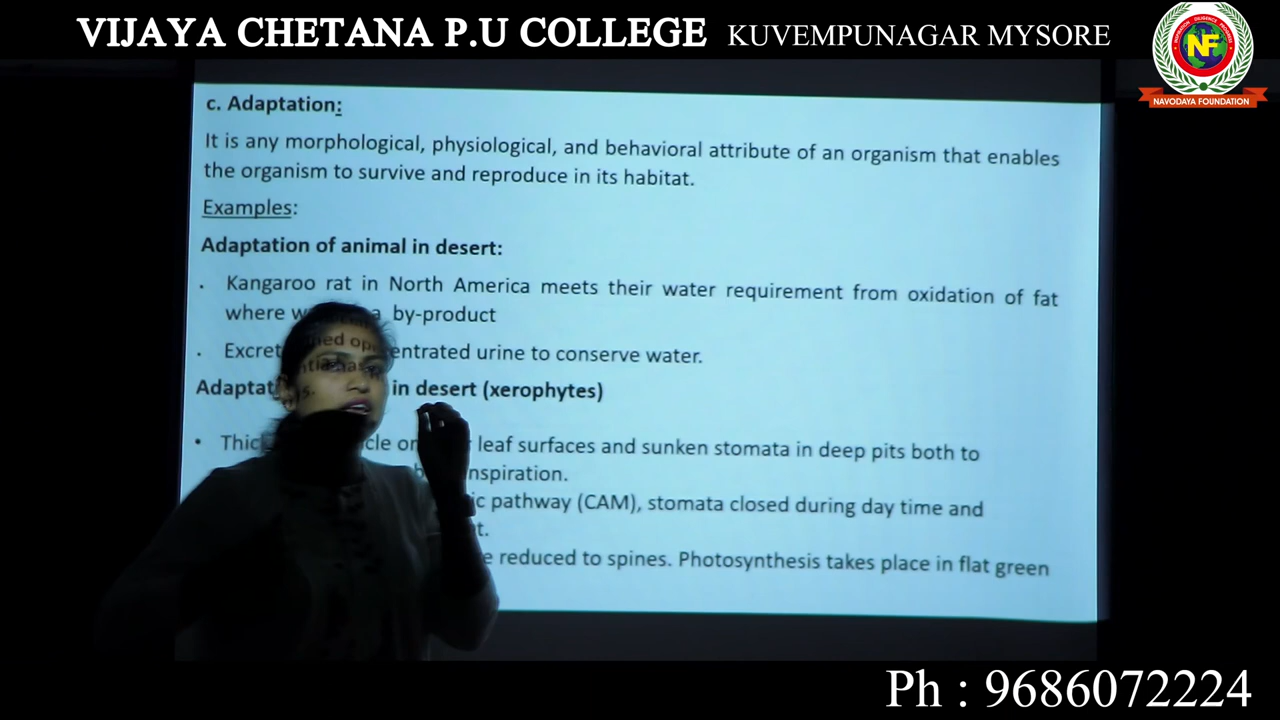 VIJAYA CHETANA P.U COLLEGE KUVEMPUNAGAR MYSORE
NF
NAVODAYA FOUNDATION
c. Adaptation:
It is any morphological, physiological, and behavioral attribute of an organism that enables
the organism to survive and reproduce in its habitat.
Examples:
Adaptation of animal in desert:
. Kangaroo rat in North America meets their water requirement from oxidation of fat
where by-product
. Excret entrated urine to conserve water.
Adaptat in desert (xerophytes)
• Thic cle on leaf surfaces and sunken stomata in deep pits both to
nspiration.
ic pathway (CAM), stomata closed during day time and
t.
e reduced to spines. Photosynthesis takes place in flat green
Ph : 9686072224